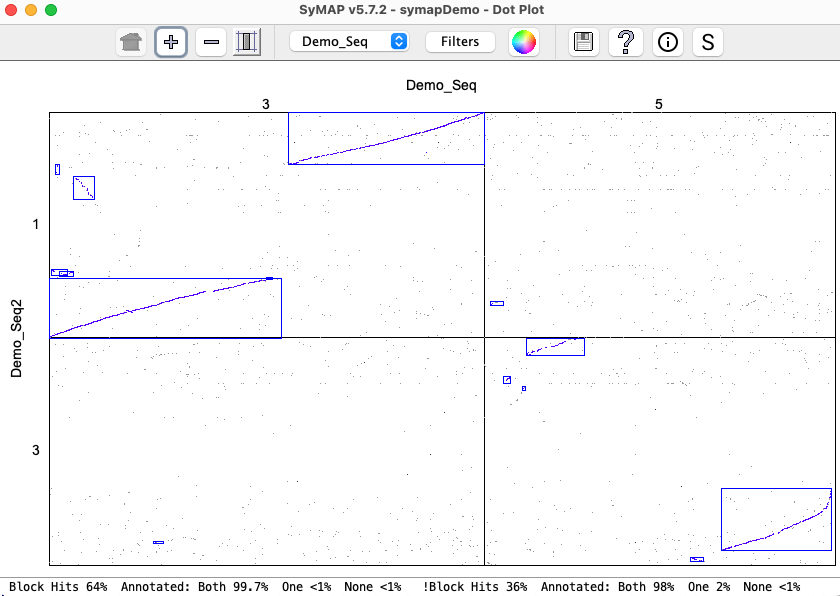 SyMAP v5.7.2 - symapDemo - Dot Plot
Demo_Seq Filters ? S
Demo_Seq
3 5
1
Demo_Seq2
3
Block Hits 64% Annotated: Both 99.7% One <1% None <1% !Block Hits 36% Annotated: Both 98% One 2% None <1%